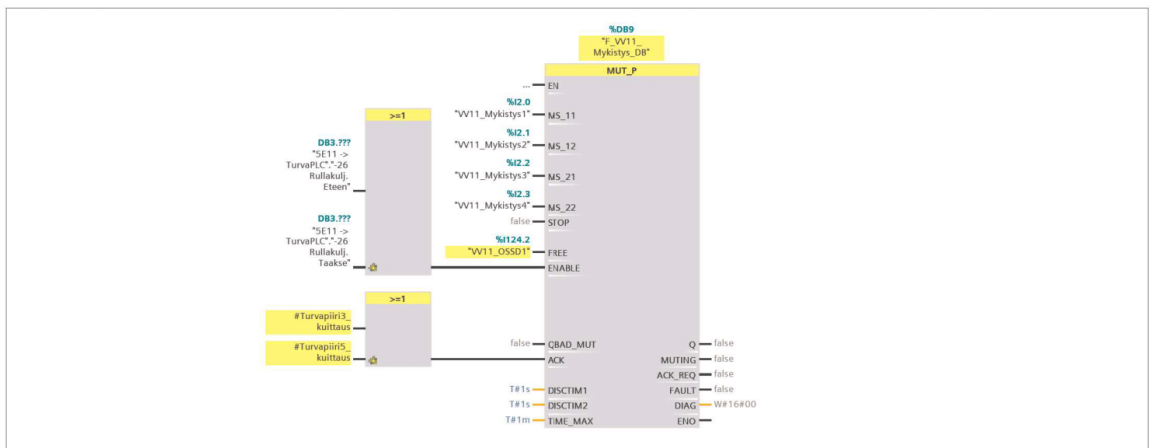 %DB9
"F_VV11_
Mykistys_DB"
MUT_P
... EN
%I2.0
"VV11_Mykistys1" MS_11
%I2.1
"VV11_Mykistys2" MS_12
%I2.2
"VV11_Mykistys3" MS_21
%I2.3
"VV11_Mykistys4" MS_22
false STOP
%I124.2
"VV11_OSSD1" FREE
ENABLE
>=1
DB3.???
"5E11 ->
TurvaPLC"."-26
Rullakulj.
Eteen"
DB3.???
"5E11 ->
TurvaPLC"."-26
Rullakulj.
Taakse"
>=1
#Turvapiiri3_
kuittaus
#Turvapiiri5_
kuittaus
false QBAD_MUT Q false
ACK MUTING false
ACK_REQ false
T#1s DISCTIM1 FAULT false
T#1s DISCTIM2 DIAG W#16#00
T#1m TIME_MAX ENO